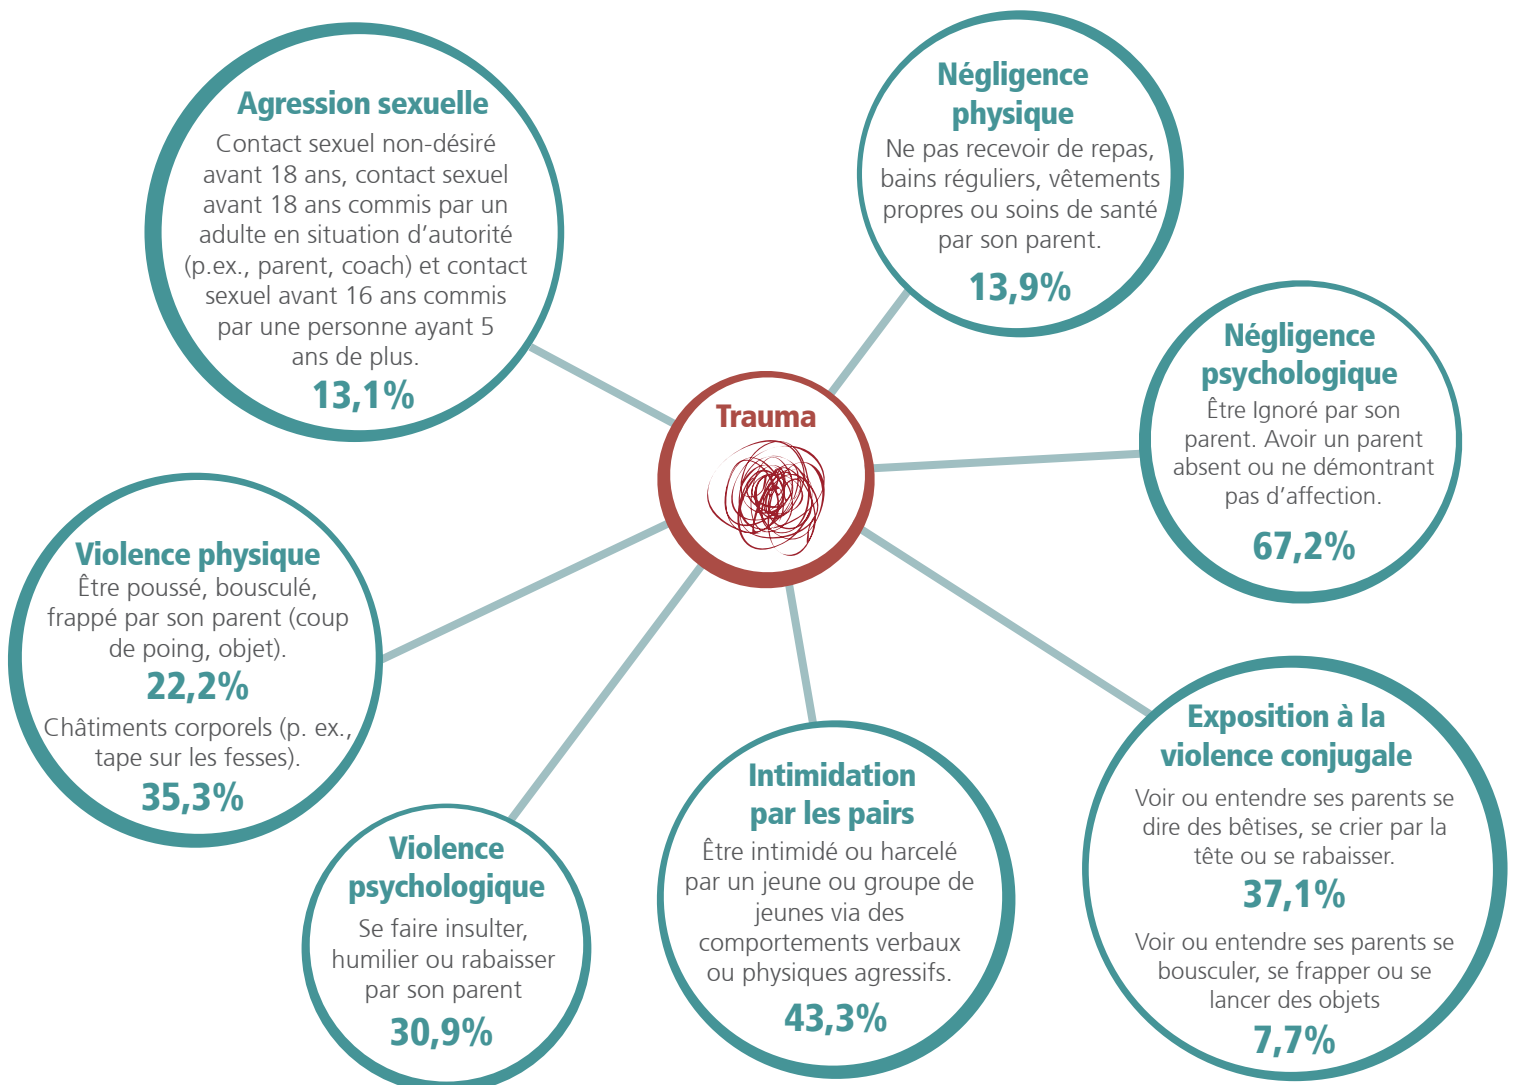 Agression sexuelle
Contact sexuel non-désiré
avant 18 ans, contact sexuel
avant 18 ans commis par un
adulte en situation d’autorité
(p.ex., parent, coach) et contact
sexuel avant 16 ans commis
par une personne ayant 5
ans de plus.
13,1%
Négligence
physique
Ne pas recevoir de repas,
bains réguliers, vêtements
propres ou soins de santé
par son parent.
13,9%
Négligence
psychologique
Être Ignoré par son
parent. Avoir un parent
absent ou ne démontrant
pas d’affection.
67,2%
Trauma
Violence physique
Être poussé, bousculé,
frappé par son parent (coup
de poing, objet).
22,2%
Châtiments corporels (p. ex.,
tape sur les fesses).
35,3%
Violence
psychologique
Se faire insulter,
humilier ou rabaisser
par son parent
30,9%
Intimidation
par les pairs
Être intimidé ou harcelé
par un jeune ou groupe de
jeunes via des
comportements verbaux
ou physiques agressifs.
43,3%
Exposition à la
violence conjugale
Voir ou entendre ses parents se
dire des bêtises, se crier par la
tête ou se rabaisser.
37,1%
Voir ou entendre ses parents se
bousculer, se frapper ou se
lancer des objets
7,7%